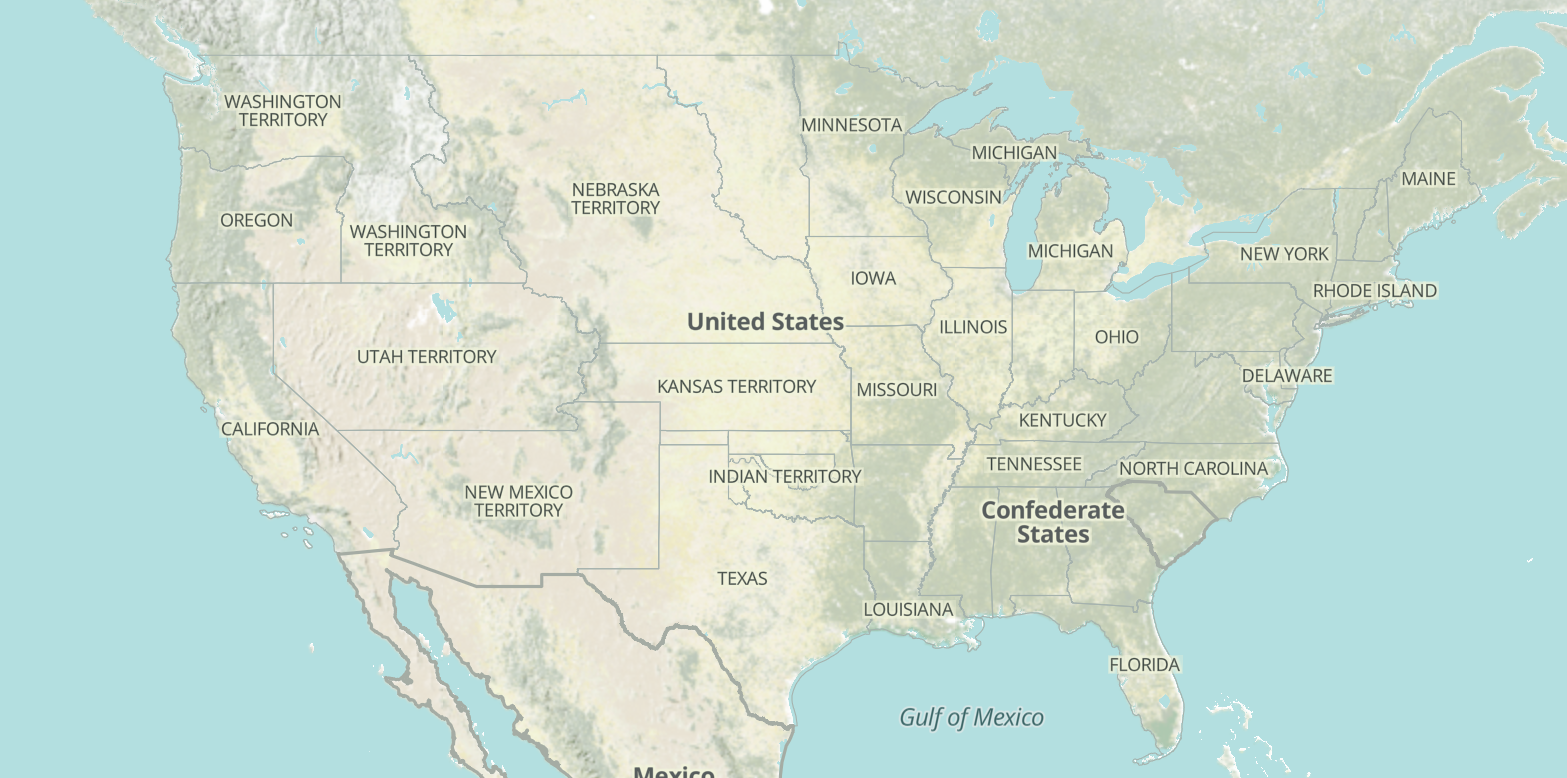 WASHINGTON
TERRITORY
MINNESOTA
MICHIGAN
MAINE
NEBRASKA
TERRITORY
WISCONSIN
OREGON
WASHINGTON
TERRITORY
MICHIGAN
NEW YORK
IOWA
RHODE ISLAND
United States
ILLINOIS
OHIO
UTAH TERRITORY
DELAWARE
KANSAS TERRITORY
MISSOURI
KENTUCKY
CALIFORNIA
TENNESSEE
NORTH CAROLINA
INDIAN TERRITORY
NEW MEXICO
TERRITORY
Confederate
States
TEXAS
LOUISIANA
FLORIDA
Gulf of Mexico
Mexico